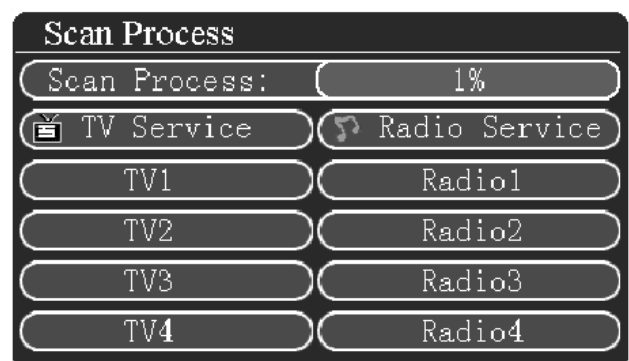 Scan Process
Scan Process: 1%
TV Service Radio Service
TV1 Radio1
TV2 Radio2
TV3 Radio3
TV4 Radio4